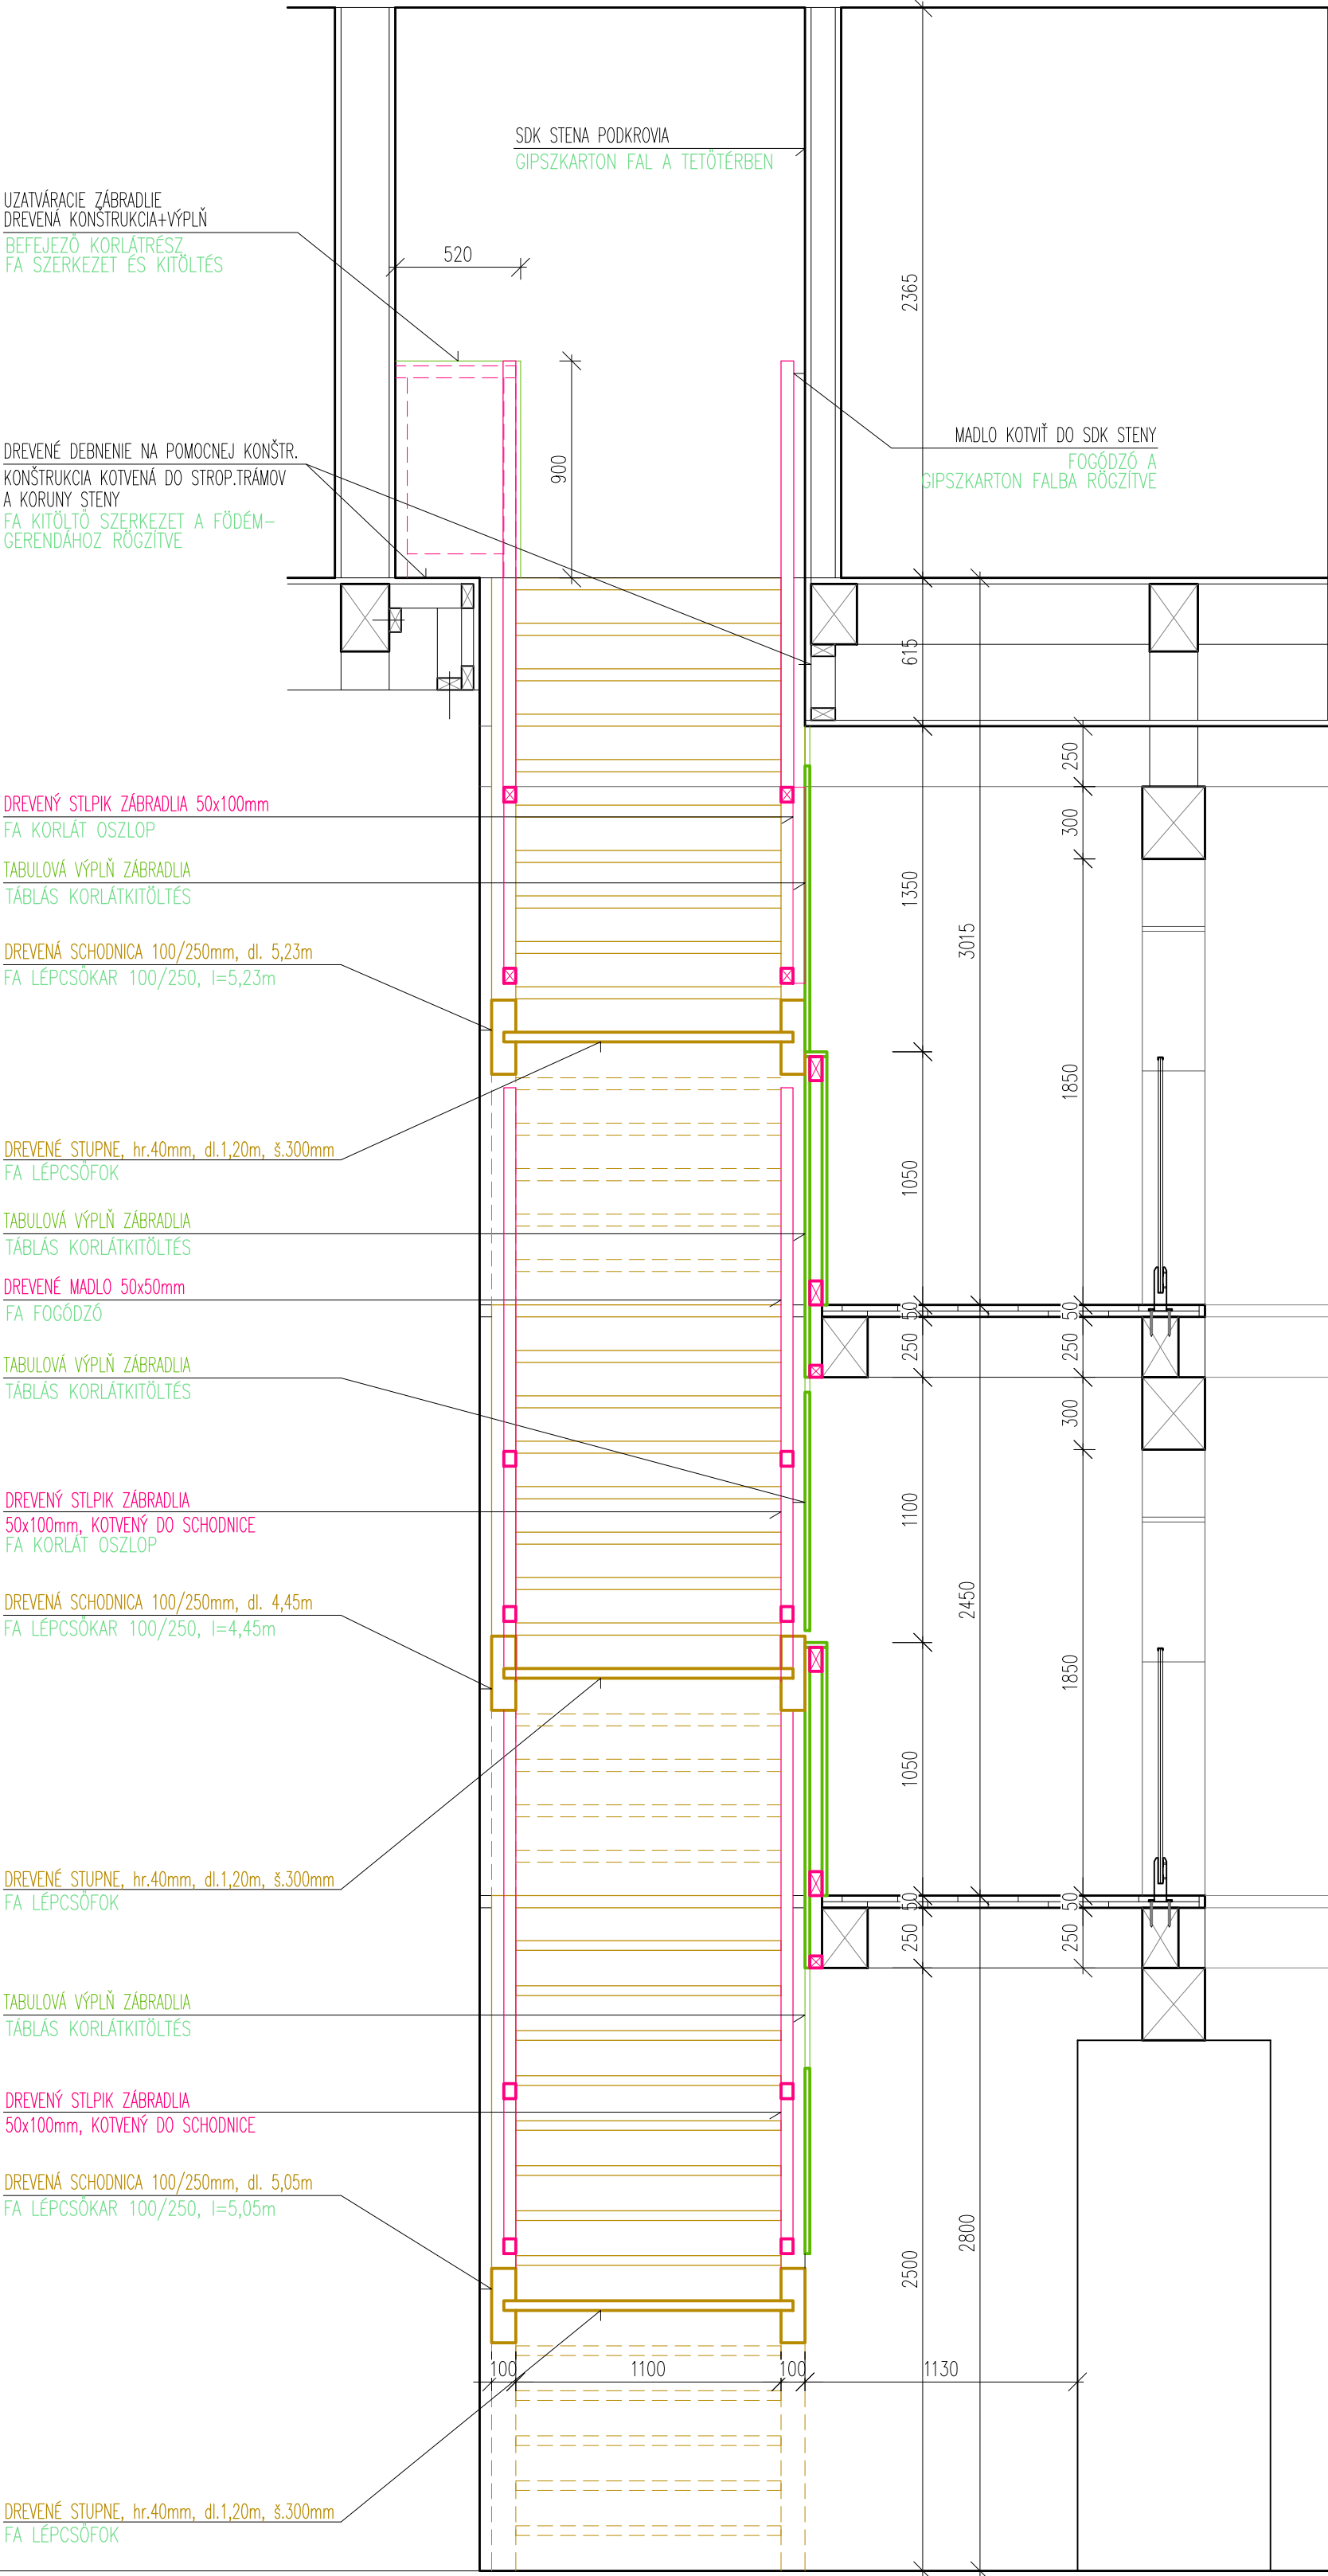 SDK STENA PODKROVIA
GIPSZKARTON FAL A TETŐTÉRBEN
UZATVÁRACIE ZÁBRADLIE
DREVENÁ KONŠTRUKCIA+VÝPLŇ
BEFEJEZŐ KORLÁTRÉSZ
FA SZERKEZET ÉS KITÖLTÉS
520
2365
900
MADLO KOTVIŤ DO SDK STENY
FOGÓDZÓ A
GIPSZKARTON FALBA RÖGZÍTVE
DREVENÉ DEBNENIE NA POMOCNEJ KONŠTR.
KONŠTRUKCIA KOTVENÁ DO STROP.TRÁMOV
A KORUNY STENY
FA KITÖLTŐ SZERKEZET A FÖDÉM-
GERENDÁHOZ RÖGZÍTVE
615
250
300
DREVENÝ STLPIK ZÁBRADLIA 50x100mm
FA KORLÁT OSZLOP
TABULOVÁ VÝPLŇ ZÁBRADLIA
TÁBLÁS KORLÁTKITÖLTÉS
1350
3015
DREVENÁ SCHODNICA 100/250mm, dl. 5,23m
FA LÉPCSŐKAR 100/250, l=5,23m
1850
DREVENÉ STUPNE, hr.40mm, dl.1,20m, š.300mm
FA LÉPCSŐFOK
1050
TABULOVÁ VÝPLŇ ZÁBRADLIA
TÁBLÁS KORLÁTKITÖLTÉS
DREVENÉ MADLO 50x50mm
FA FOGÓDZÓ
50
50
250
250
TABULOVÁ VÝPLŇ ZÁBRADLIA
TÁBLÁS KORLÁTKITÖLTÉS
300
DREVENÝ STLPIK ZÁBRADLIA
50x100mm, KOTVENÝ DO SCHODNICE
FA KORLÁT OSZLOP
1100
2450
DREVENÁ SCHODNICA 100/250mm, dl. 4,45m
FA LÉPCSŐKAR 100/250, l=4,45m
1850
1050
DREVENÉ STUPNE, hr.40mm, dl.1,20m, š.300mm
FA LÉPCSŐFOK
50
50
250
250
TABULOVÁ VÝPLŇ ZÁBRADLIA
TÁBLÁS KORLÁTKITÖLTÉS
DREVENÝ STLPIK ZÁBRADLIA
50x100mm, KOTVENÝ DO SCHODNICE
DREVENÁ SCHODNICA 100/250mm, dl. 5,05m
FA LÉPCSŐKAR 100/250, l=5,05m
2500
2800
100
1100
100
1130
DREVENÉ STUPNE, hr.40mm, dl.1,20m, š.300mm
FA LÉPCSŐFOK